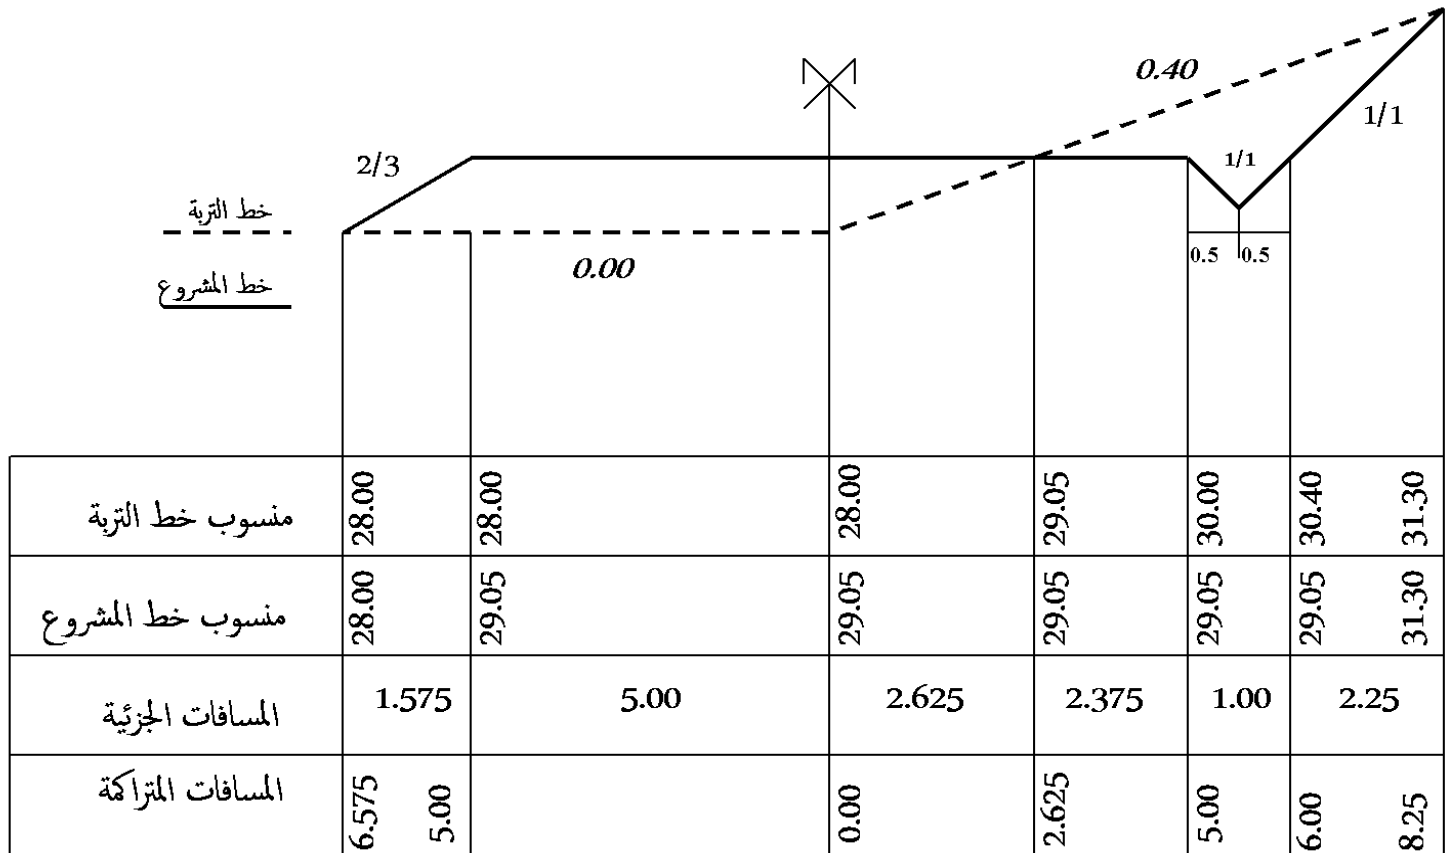 0.40
1/1
2/3
1/1
خط التربة
0.00
0.5 0.5
خط المشروع
منسوب خط التربة 28.00 28.00 28.00 29.05 30.00 30.40 31.30
منسوب خط المشروع 28.00 29.05 29.05 29.05 29.05 29.05 31.30
المسافات الجزئية 1.575 5.00 2.625 2.375 1.00 2.25
المسافات المتراكمة 6.575 5.00 0.00 2.625 5.00 6.00 8.25